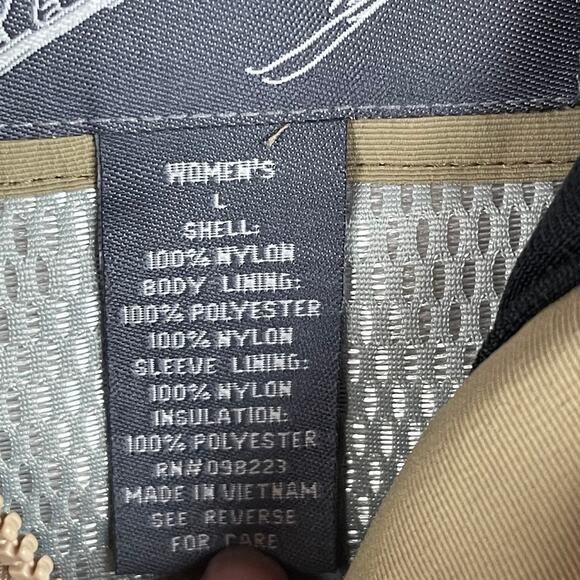 WOMEN'S
L
SHELL:
100% NYLON
BODY LINING:
100% POLYESTER
100% NYLON
SLEEVE LINING:
100% NYLON
INSULATION:
100% POLYESTER
RN# 098223
MADE IN VIETNAM
SEE REVERSE
FOR CARE